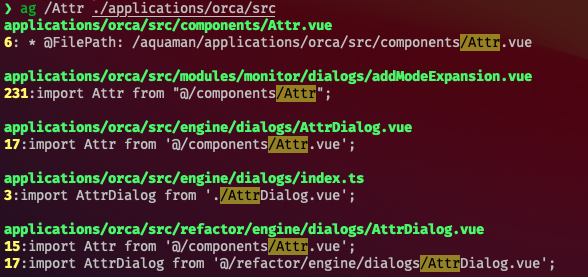 ❯ ag /Attr ./applications/orca/src
applications/orca/src/components/Attr.vue
6: * @FilePath: /aquaman/applications/orca/src/components/Attr.vue
applications/orca/src/modules/monitor/dialogs/addModeExpansion.vue
231:import Attr from "@/components/Attr";
applications/orca/src/engine/dialogs/AttrDialog.vue
17:import Attr from '@/components/Attr.vue';
applications/orca/src/engine/dialogs/index.ts
3:import AttrDialog from './AttrDialog.vue';
applications/orca/src/refactor/engine/dialogs/AttrDialog.vue
15:import Attr from '@/components/Attr.vue';
17:import AttrDialog from '@/refactor/engine/dialogs/AttrDialog.vue';